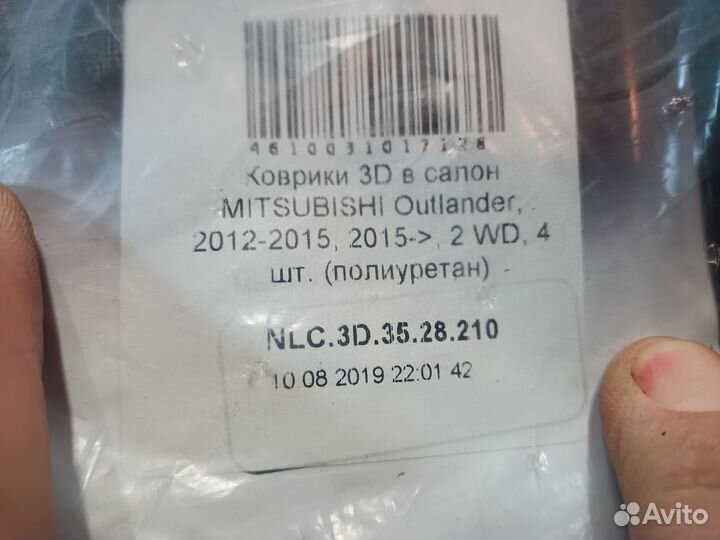 4610031017128
Коврики 3D в салон
MITSUBISHI Outlander,
2012-2015, 2015->, 2 WD, 4
шт. (полиуретан)
NLC.3D.35.28.210
10 08 2019 22:01 42
Avito